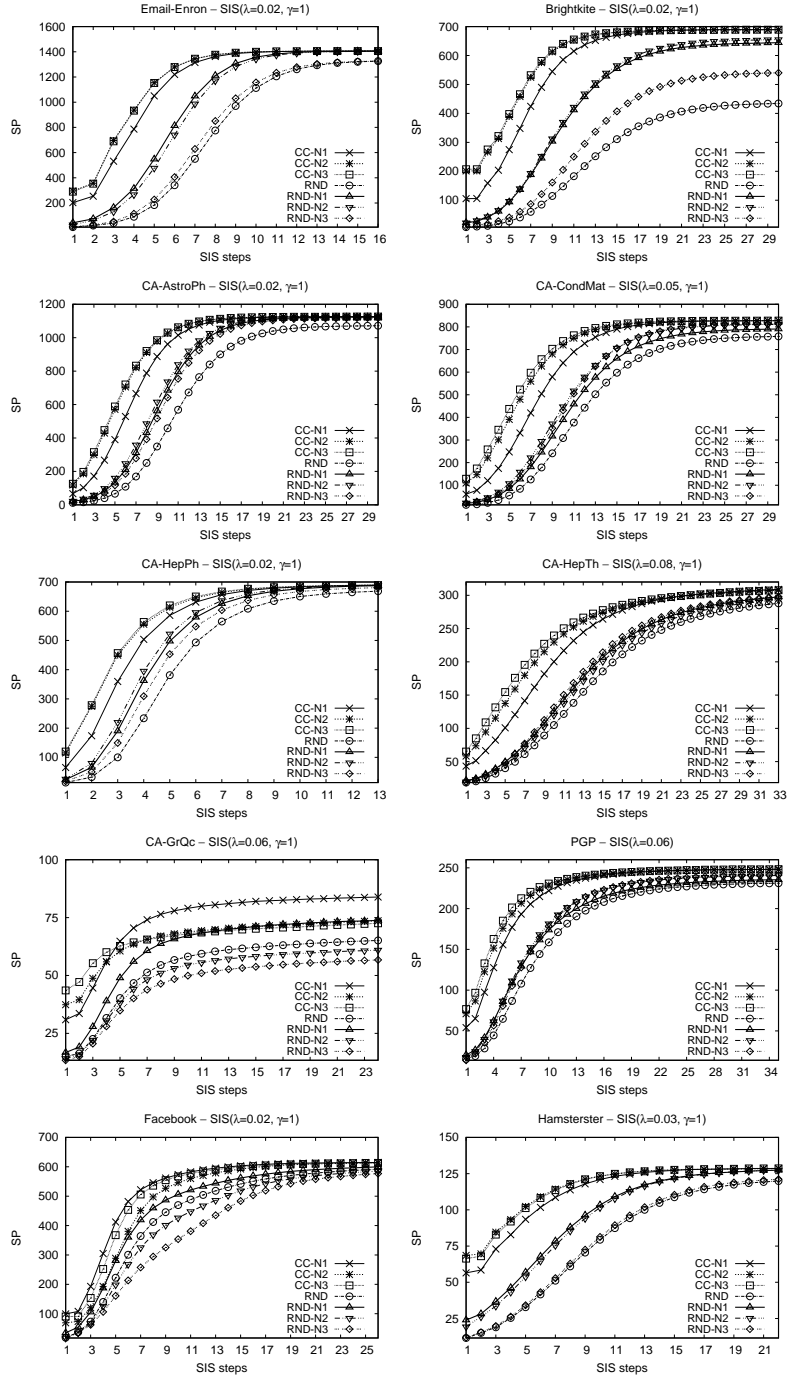 Email-Enron – SIS(λ=0.02, γ=1)
SP
1600
1400
1200
1000
800
600
400
200
CC-N1
CC-N2
CC-N3
RND
RND-N1
RND-N2
RND-N3
1 2 3 4 5 6 7 8 9 10 11 12 13 14 15 16
SIS steps
Brightkite – SIS(λ=0.02, γ=1)
SP
700
600
500
400
300
200
100
CC-N1
CC-N2
CC-N3
RND
RND-N1
RND-N2
RND-N3
1 3 5 7 9 11 13 15 17 19 21 23 25 27 29
SIS steps
CA-AstroPh – SIS(λ=0.02, γ=1)
SP
1200
1000
800
600
400
200
0
CC-N1
CC-N2
CC-N3
RND
RND-N1
RND-N2
RND-N3
1 3 5 7 9 11 13 15 17 19 21 23 25 27 29
SIS steps
CA-CondMat – SIS(λ=0.05, γ=1)
SP
900
800
700
600
500
400
300
200
100
CC-N1
CC-N2
CC-N3
RND
RND-N1
RND-N2
RND-N3
1 3 5 7 9 11 13 15 17 19 21 23 25 27 29
SIS steps
CA-HepPh – SIS(λ=0.02, γ=1)
SP
700
600
500
400
300
200
100
CC-N1
CC-N2
CC-N3
RND
RND-N1
RND-N2
RND-N3
1 2 3 4 5 6 7 8 9 10 11 12 13
SIS steps
CA-HepTh – SIS(λ=0.08, γ=1)
SP
300
250
200
150
100
50
CC-N1
CC-N2
CC-N3
RND
RND-N1
RND-N2
RND-N3
1 3 5 7 9 11 13 15 17 19 21 23 25 27 29 31 33
SIS steps
CA-GrQc – SIS(λ=0.06, γ=1)
SP
100
75
50
25
CC-N1
CC-N2
CC-N3
RND
RND-N1
RND-N2
RND-N3
1 3 5 7 9 11 13 15 17 19 21 23
SIS steps
PGP – SIS(λ=0.06)
SP
250
200
150
100
50
CC-N1
CC-N2
CC-N3
RND
RND-N1
RND-N2
RND-N3
1 4 7 10 13 16 19 22 25 28 31 34
SIS steps
Facebook – SIS(λ=0.02, γ=1)
SP
700
600
500
400
300
200
100
CC-N1
CC-N2
CC-N3
RND
RND-N1
RND-N2
RND-N3
1 3 5 7 9 11 13 15 17 19 21 23 25
SIS steps
Hamsterster – SIS(λ=0.03, γ=1)
SP
150
125
100
75
50
25
CC-N1
CC-N2
CC-N3
RND
RND-N1
RND-N2
RND-N3
1 3 5 7 9 11 13 15 17 19 21
SIS steps